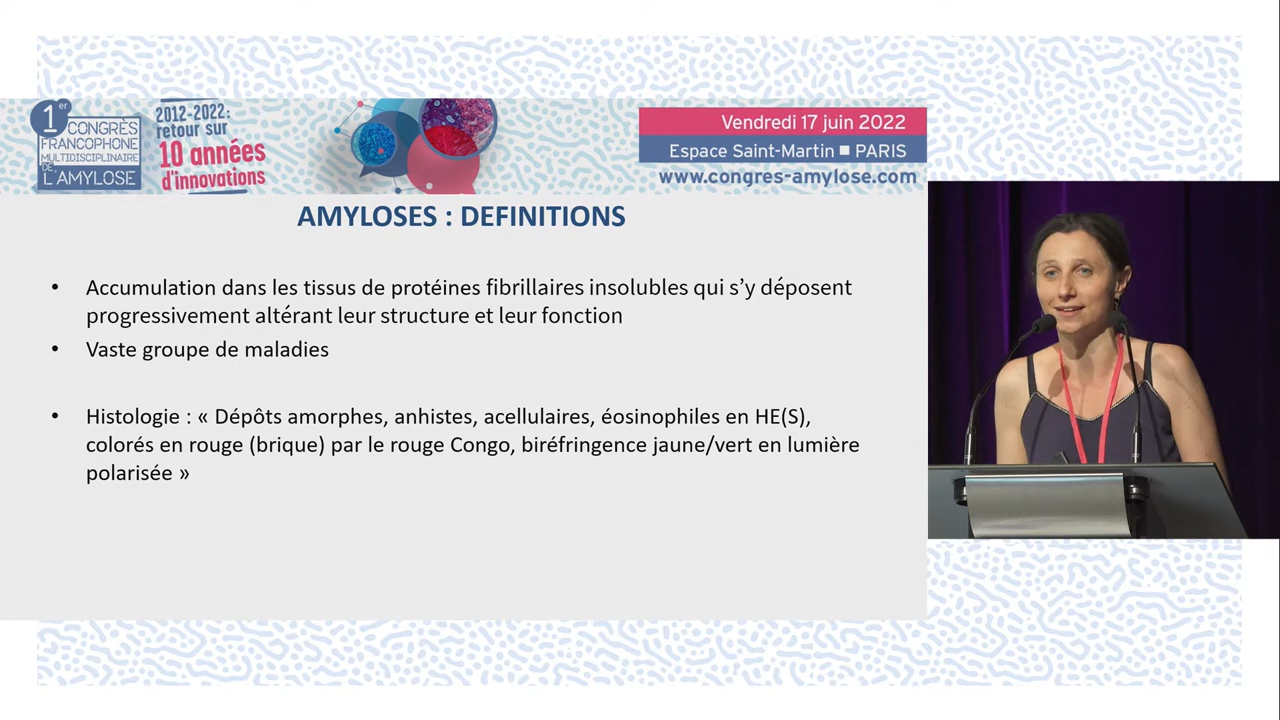 1er
CONGRÈS
FRANCOPHONE
MULTIDISCIPLINAIRE
DE
L'AMYLOSE
2012-2022:
retour sur
10 années
d'innovations
Vendredi 17 juin 2022
Espace Saint-Martin ■ PARIS
www.congres-amylose.com
AMYLOSES : DEFINITIONS
• Accumulation dans les tissus de protéines fibrillaires insolubles qui s'y déposent
progressivement altérant leur structure et leur fonction
• Vaste groupe de maladies
• Histologie : « Dépôts amorphes, anhistes, acellulaires, éosinophiles en HE(S),
colorés en rouge (brique) par le rouge Congo, biréfringence jaune/vert en lumière
polarisée »